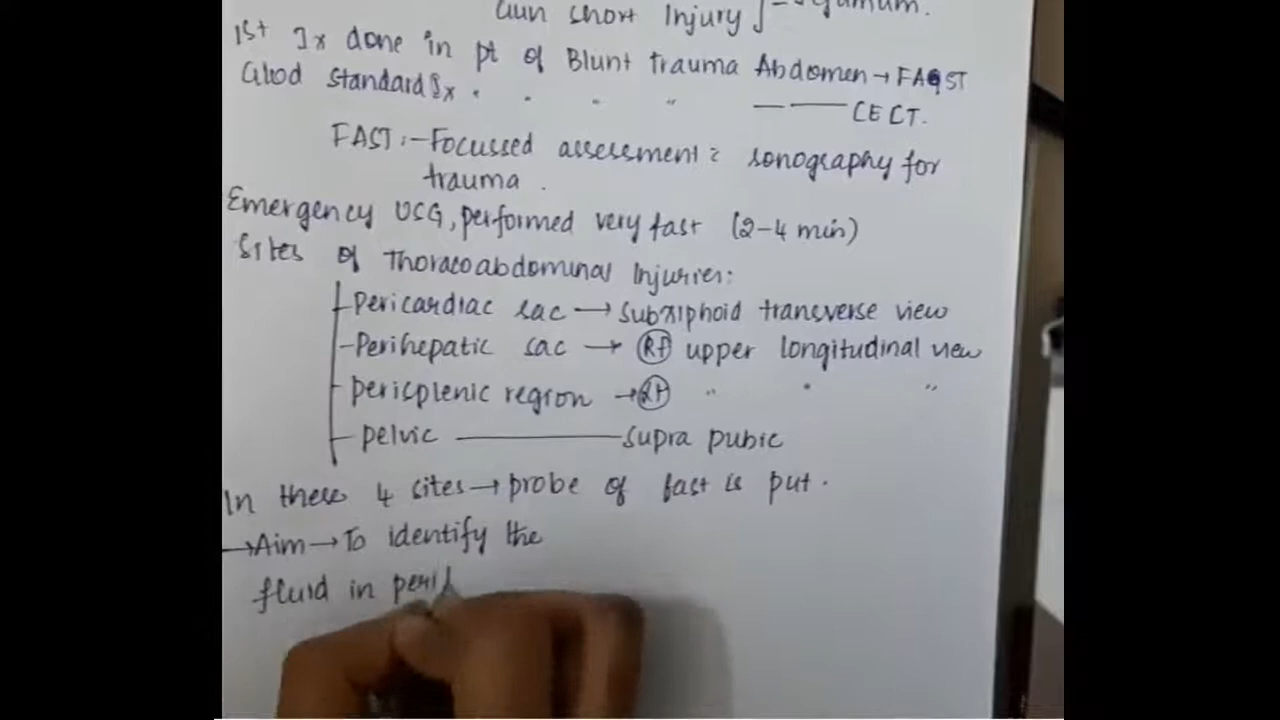 Gun short Injury
1st Ix done in pt of Blunt trauma Abdomen → FAST
Glod Standard Ix " " " " —— CECT.
FAST:- Focussed assessment = sonography for
trauma.
Emergency USG, performed very fast (2-4 min)
Sites of Thoracoabdominal Injuries:
Pericardiac sac → Subxiphoid transverse view
Perihepatic sac → Rt upper longitudinal view
Perisplenic region → Lt " " "
pelvic —— supra pubic
In these 4 sites → probe of fast is put.
→ Aim → To identify the
fluid in peri